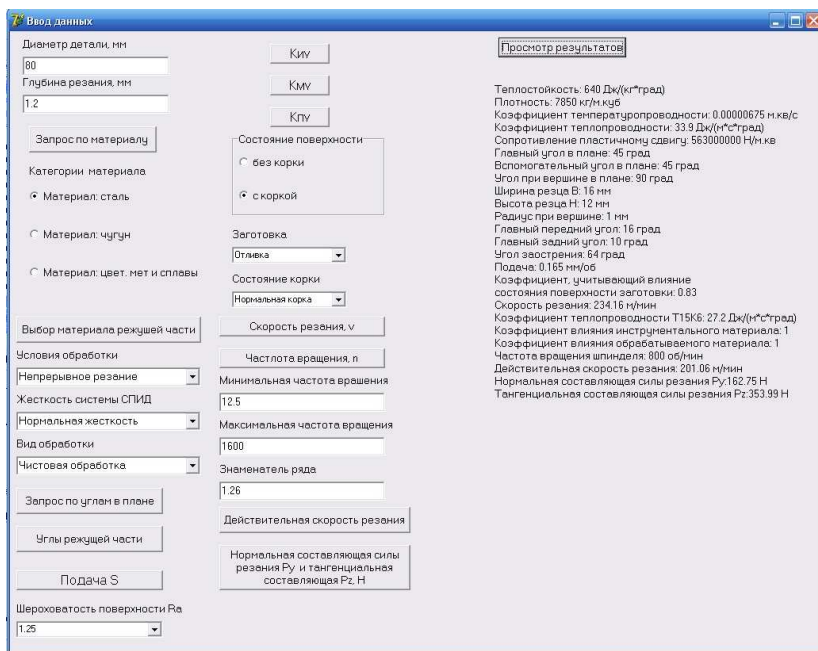 Ввод данных
Диаметр детали, мм
80
Глубина резания, мм
1.2
Запрос по материалу
Категории материала
Материал: сталь
Материал: чугун
Материал: цвет. мет и сплавы
Выбор материала режушей части
Условия обработки
Непрерывное резание
Жесткость системы СПИД
Нормальная жесткость
Вид обработки
Чистовая обработка
Запрос по углам в плане
Углы режущей части
Подача S
Шероховатость поверхности Ra
1.25
Киv
Кмv
Кпv
Состояние поверхности
без корки
с коркой
Заготовка
Отливка
Состояние корки
Нормальная корка
Скорость резания, v
Частлота вращения, n
Минимальная частота врашения
12.5
Максимальная частота вращения
1600
Знаменатель ряда
1.26
Действительная скорость резания
Нормальная составляющая силы
резания Ру и тангенциальная
составляющая Pz, Н
Просмотр результатов
Теплостойкость: 640 Дж/(кг*град)
Плотность: 7850 кг/м.куб
Коэффициент температуропроводности: 0.00000675 м.кв/с
Коэффициент теплопроводности: 33.9 Дж/(м*с*град)
Сопротивление пластичному сдвигу: 563000000 Н/м.кв
Главный угол в плане: 45 град
Вспомогательный угол в плане: 45 град
Угол при вершине в плане: 90 град
Ширина резца В: 16 мм
Высота резца Н: 12 мм
Радиус при вершине: 1 мм
Главный передний угол: 16 град
Главный задний угол: 10 град
Угол заострения: 64 град
Подача: 0.165 мм/об
Коэффициент, учитывающий влияние
состояния поверхности заготовки: 0.83
Скорость резания: 234.16 м/мин
Коэффициент теплопроводности Т15К6: 27.2 Дж/(м*с*град)
Коэффициент влияния инструментального материала: 1
Коэффициент влияния обрабатываемого материала: 1
Частота вращения шпинделя: 800 об/мин
Действительная скорость резания: 201.06 м/мин
Нормальная составляющая силы резания Ру:162.75 Н
Тангенциальная составляющая силы резания Pz:353.99 Н